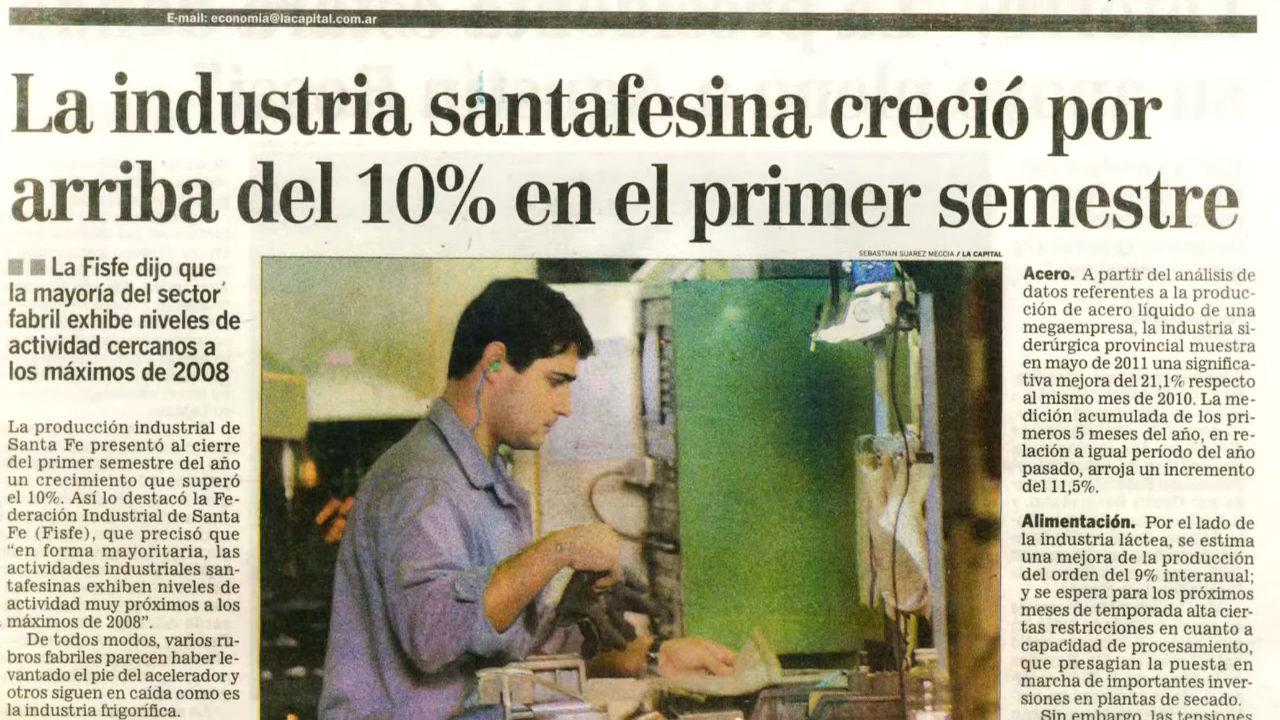 E-mail: economia@lacapital.com.ar
La industria santafesina creció por
arriba del 10% en el primer semestre
La Fisfe dijo que
la mayoría del sector
fabril exhibe niveles de
actividad cercanos a
los máximos de 2008
La producción industrial de
Santa Fe presentó al cierre
del primer semestre del año
un crecimiento que superó
el 10%. Así lo destacó la Fe-
deración Industrial de Santa
Fe (Fisfe), que precisó que
“en forma mayoritaria, las
actividades industriales san-
tafesinas exhiben niveles de
actividad muy próximos a los
máximos de 2008”.
De todos modos, varios ru-
bros fabriles parecen haber le-
vantado el pie del acelerador y
otros siguen en caída como es
la industria frigorífica.
SEBASTIAN SUAREZ MECCIA / LA CAPITAL
Acero. A partir del análisis de
datos referentes a la produc-
ción de acero líquido de una
megaempresa, la industria si-
derúrgica provincial muestra
en mayo de 2011 una significa-
tiva mejora del 21,1% respecto
al mismo mes de 2010. La me-
dición acumulada de los pri-
meros 5 meses del año, en re-
lación a igual período del año
pasado, arroja un incremento
del 11,5%.
Alimentación. Por el lado de
la industria láctea, se estima
una mejora de la producción
del orden del 9% interanual;
y se espera para los próximos
meses de temporada alta cier-
tas restricciones en cuanto a
capacidad de procesamiento,
que presagian la puesta en
marcha de importantes inver-
siones en plantas de secado.
Sin embargo, las tensiones